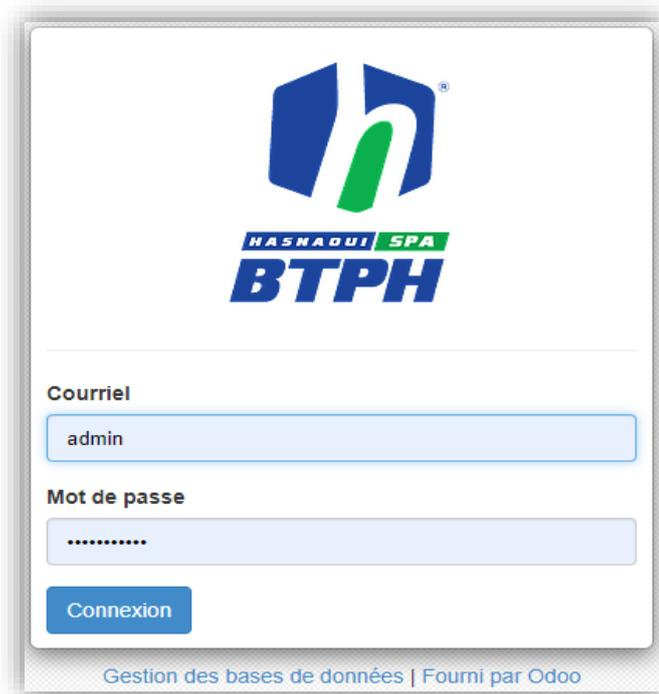 ®
HASNAOUI SPA
BTPH
Courriel
admin
Mot de passe
•••••••••••
Connexion
Gestion des bases de données | Fourni par Odoo